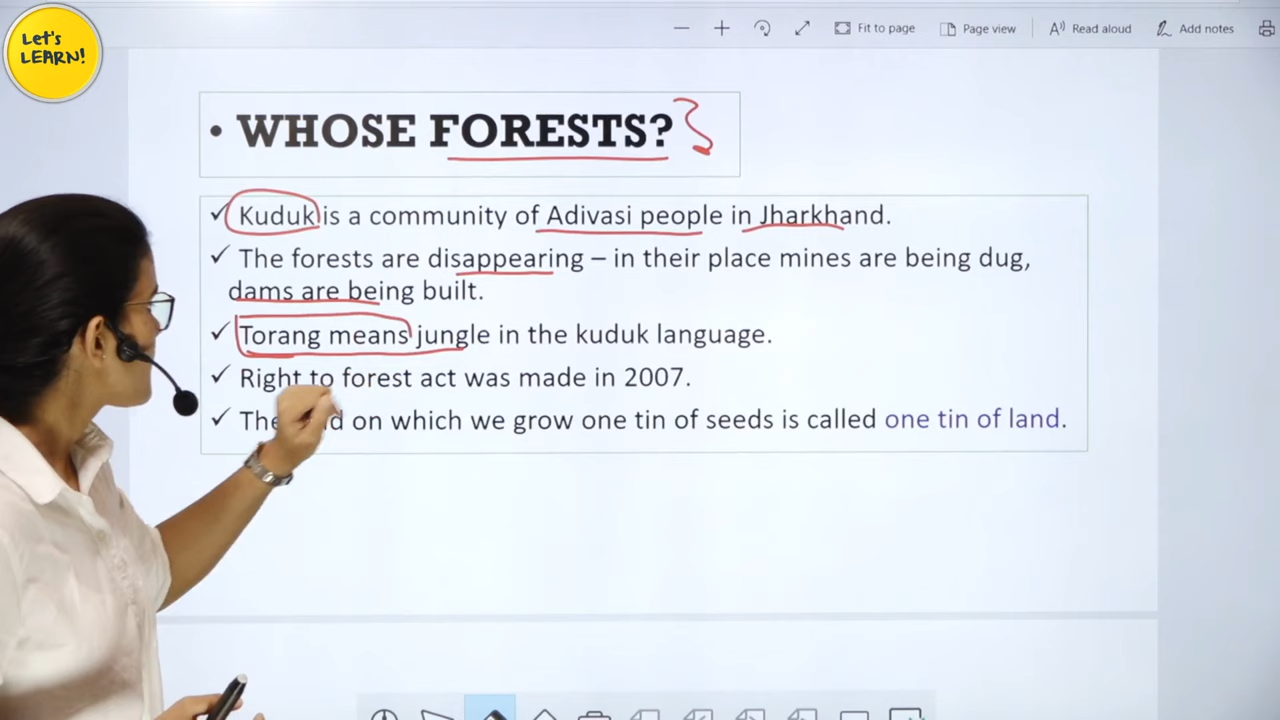 Let's
LEARN!
Fit to page
Page view
Read aloud
Add notes
• WHOSE FORESTS?
✓ Kuduk is a community of Adivasi people in Jharkhand.
✓ The forests are disappearing – in their place mines are being dug,
dams are being built.
✓ Torang means jungle in the kuduk language.
✓ Right to forest act was made in 2007.
✓ on which we grow one tin of seeds is called one tin of land.